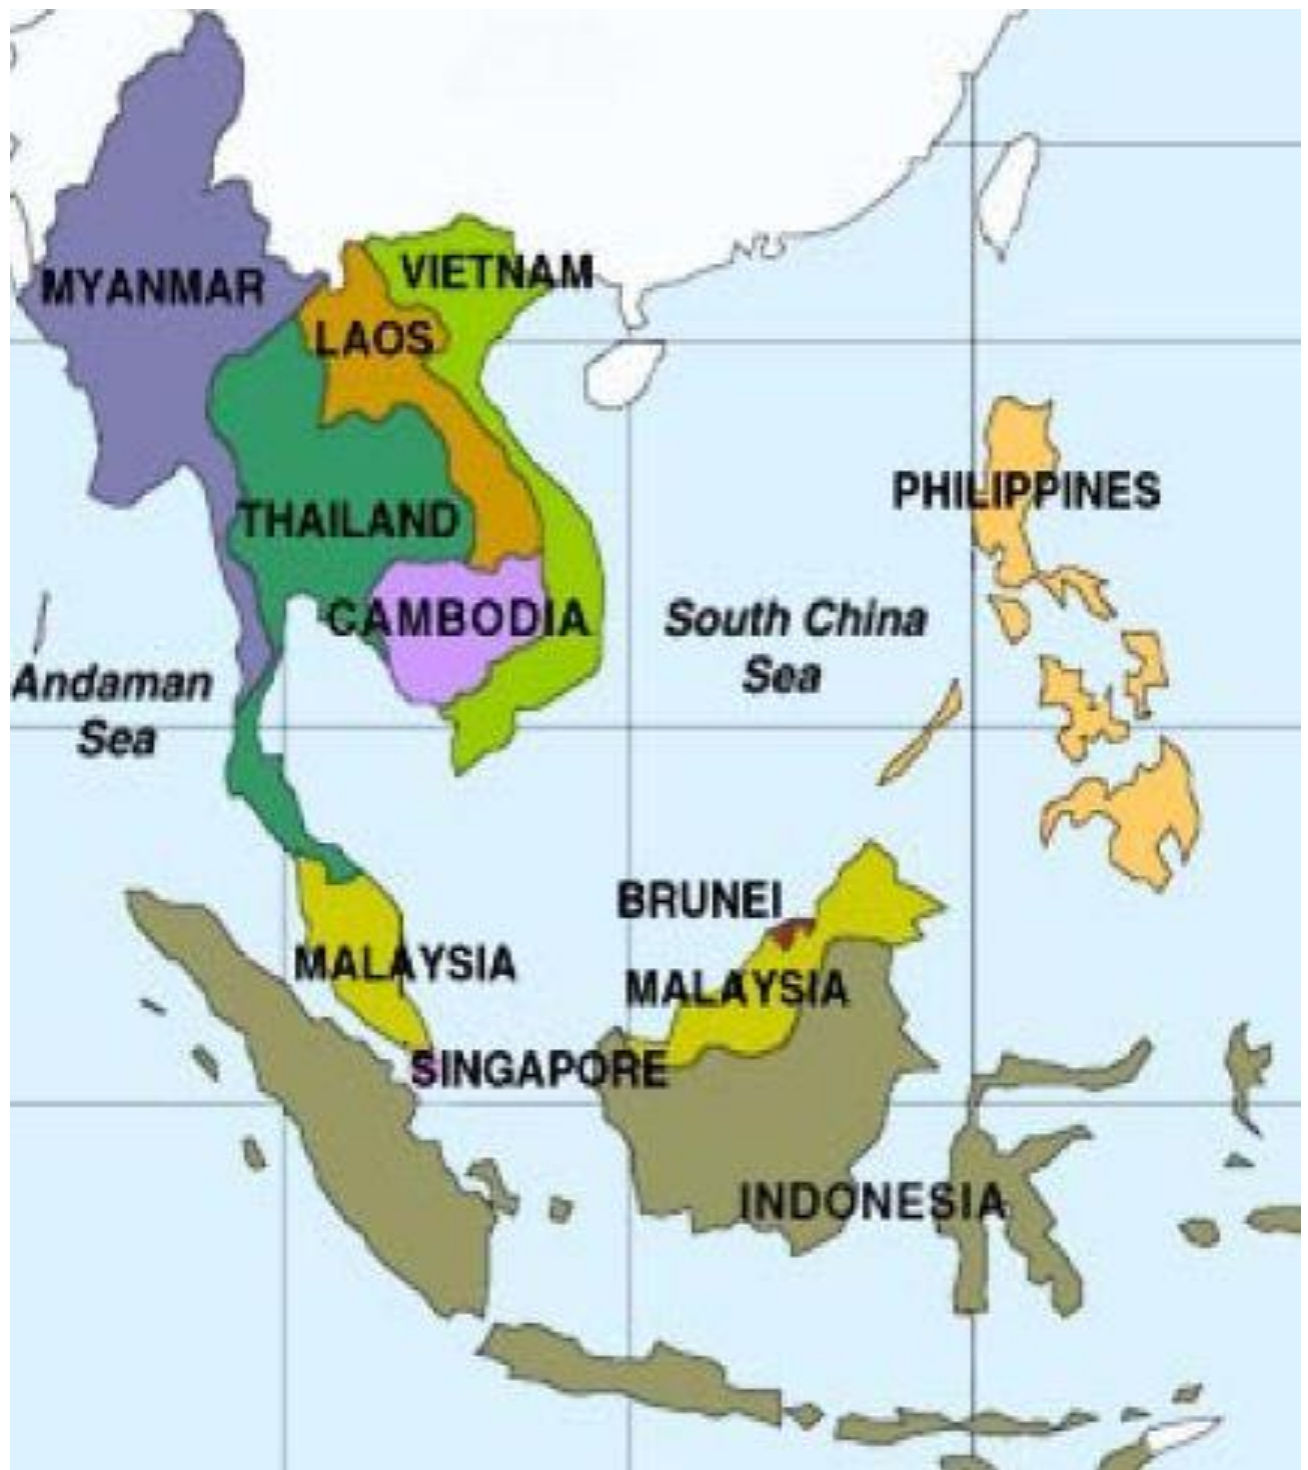 VIETNAM
MYANMAR
LAOS
PHILIPPINES
THAILAND
CAMBODIA
South China
Sea
Andaman
Sea
BRUNEI
MALAYSIA
MALAYSIA
SINGAPORE
INDONESIA